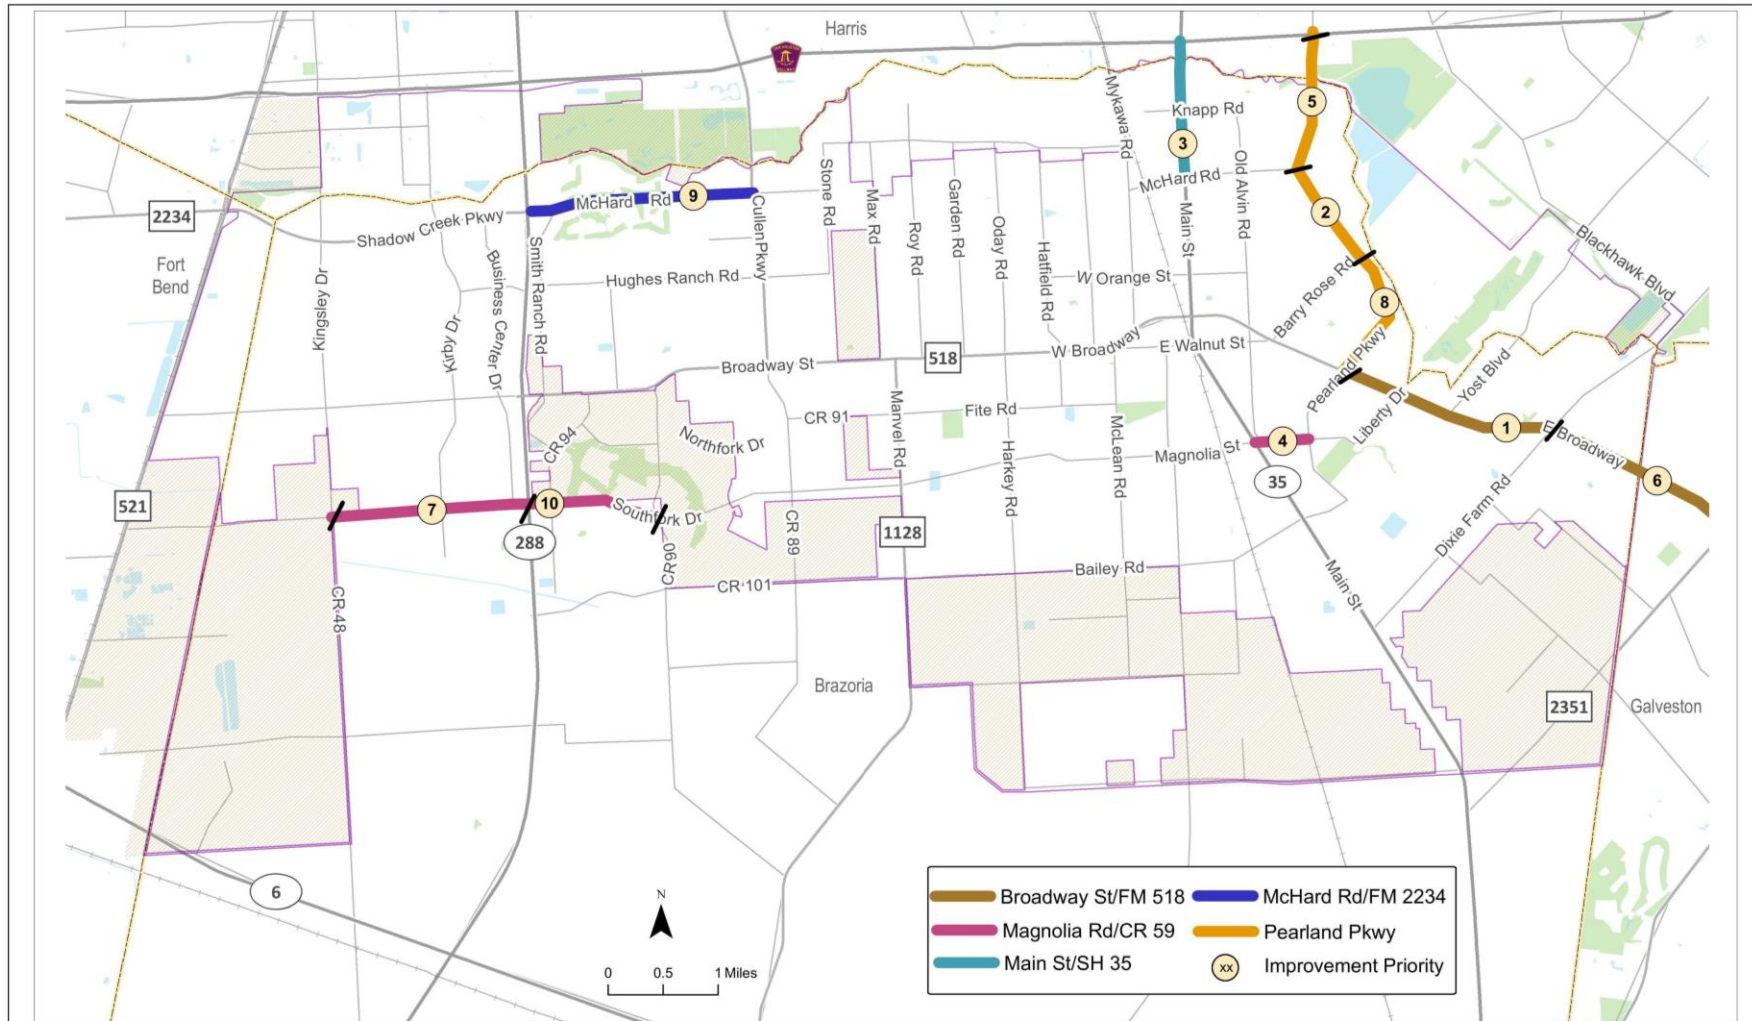 Harris
Knapp Rd
Mykawa Rd
5
3
Old Alvin Rd
McHard Rd
9
McHard Rd
2234
Shadow Creek Pkwy
Stone Rd
Max Rd
Garden Rd
Main St
2
Cullen Pkwy
Roy Rd
Oday Rd
Hatfield Rd
Blackhawk Blvd
Fort
Bend
Business Center Dr
Smith Ranch Rd
Hughes Ranch Rd
W Orange St
Barry Rose Rd
8
Kingsley Dr
Kirby Dr
W Broadway
E Walnut St
Broadway St
518
Pearland Pkwy
Yost Blvd
Liberty Dr
CR 91
Fite Rd
Manvel Rd
1
E Broadway
CR 94
Northfork Dr
McLean Rd
Magnolia St
4
Harkey Rd
35
6
521
7
10
Southfork Dr
288
CR 90
CR 89
1128
Dixie Farm Rd
Bailey Rd
CR 101
Main St
CR 48
Brazoria
2351
Galveston
6
N
0 0.5 1 Miles
Broadway St/FM 518
McHard Rd/FM 2234
Magnolia Rd/CR 59
Pearland Pkwy
Main St/SH 35
xx
Improvement Priority